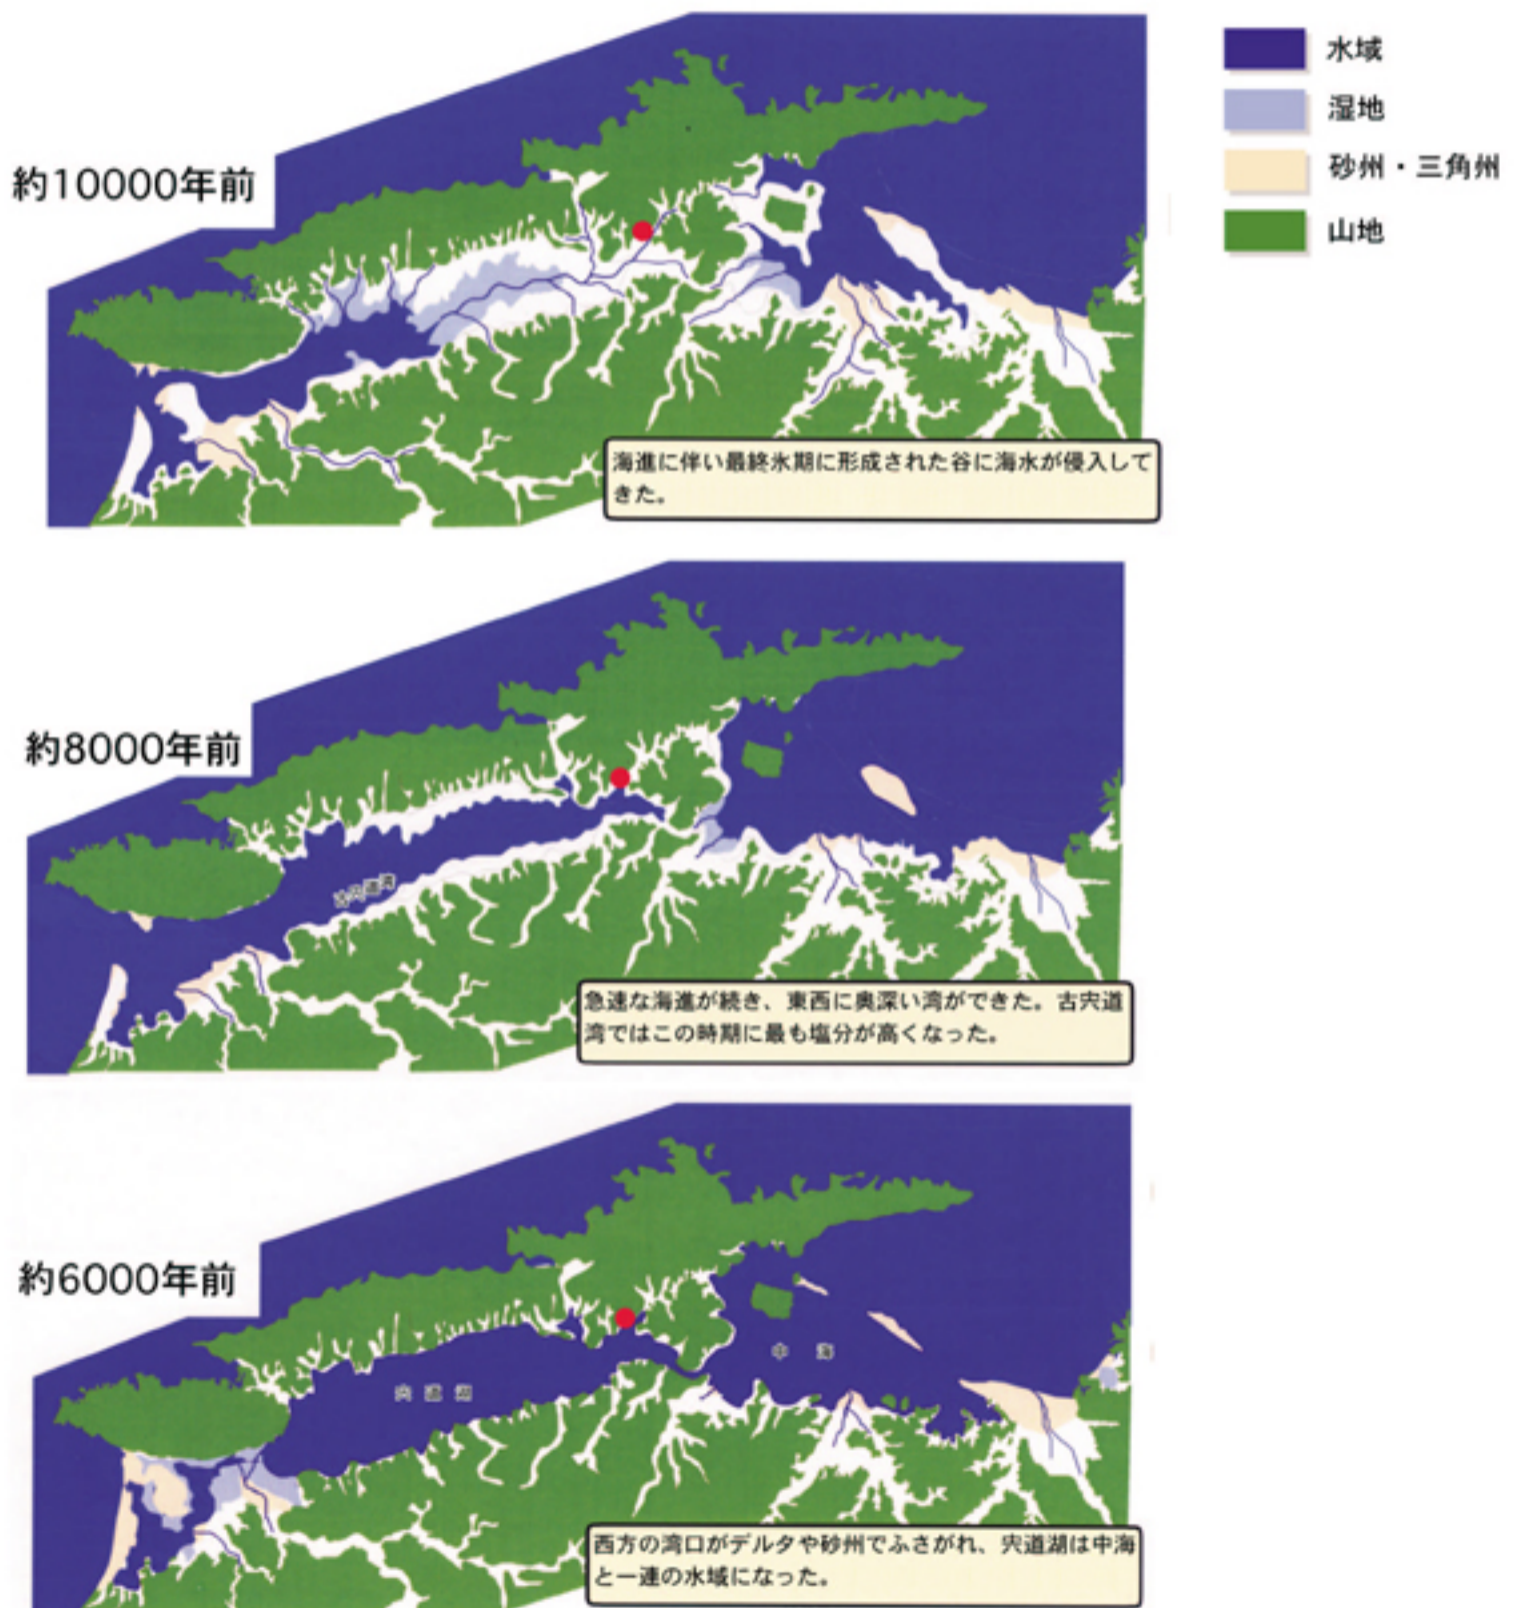 水域
湿地
砂州・三角州
山地
約10000年前
海進に伴い最終氷期に形成された谷に海水が侵入して
きた。
約8000年前
古宍道湾
急速な海進が続き、東西に奥深い湾ができた。古宍道
湾ではこの時期に最も塩分が高くなった。
約6000年前
中 海
宍 道 湖
西方の湾口がデルタや砂州でふさがれ、宍道湖は中海
と一連の水域になった。